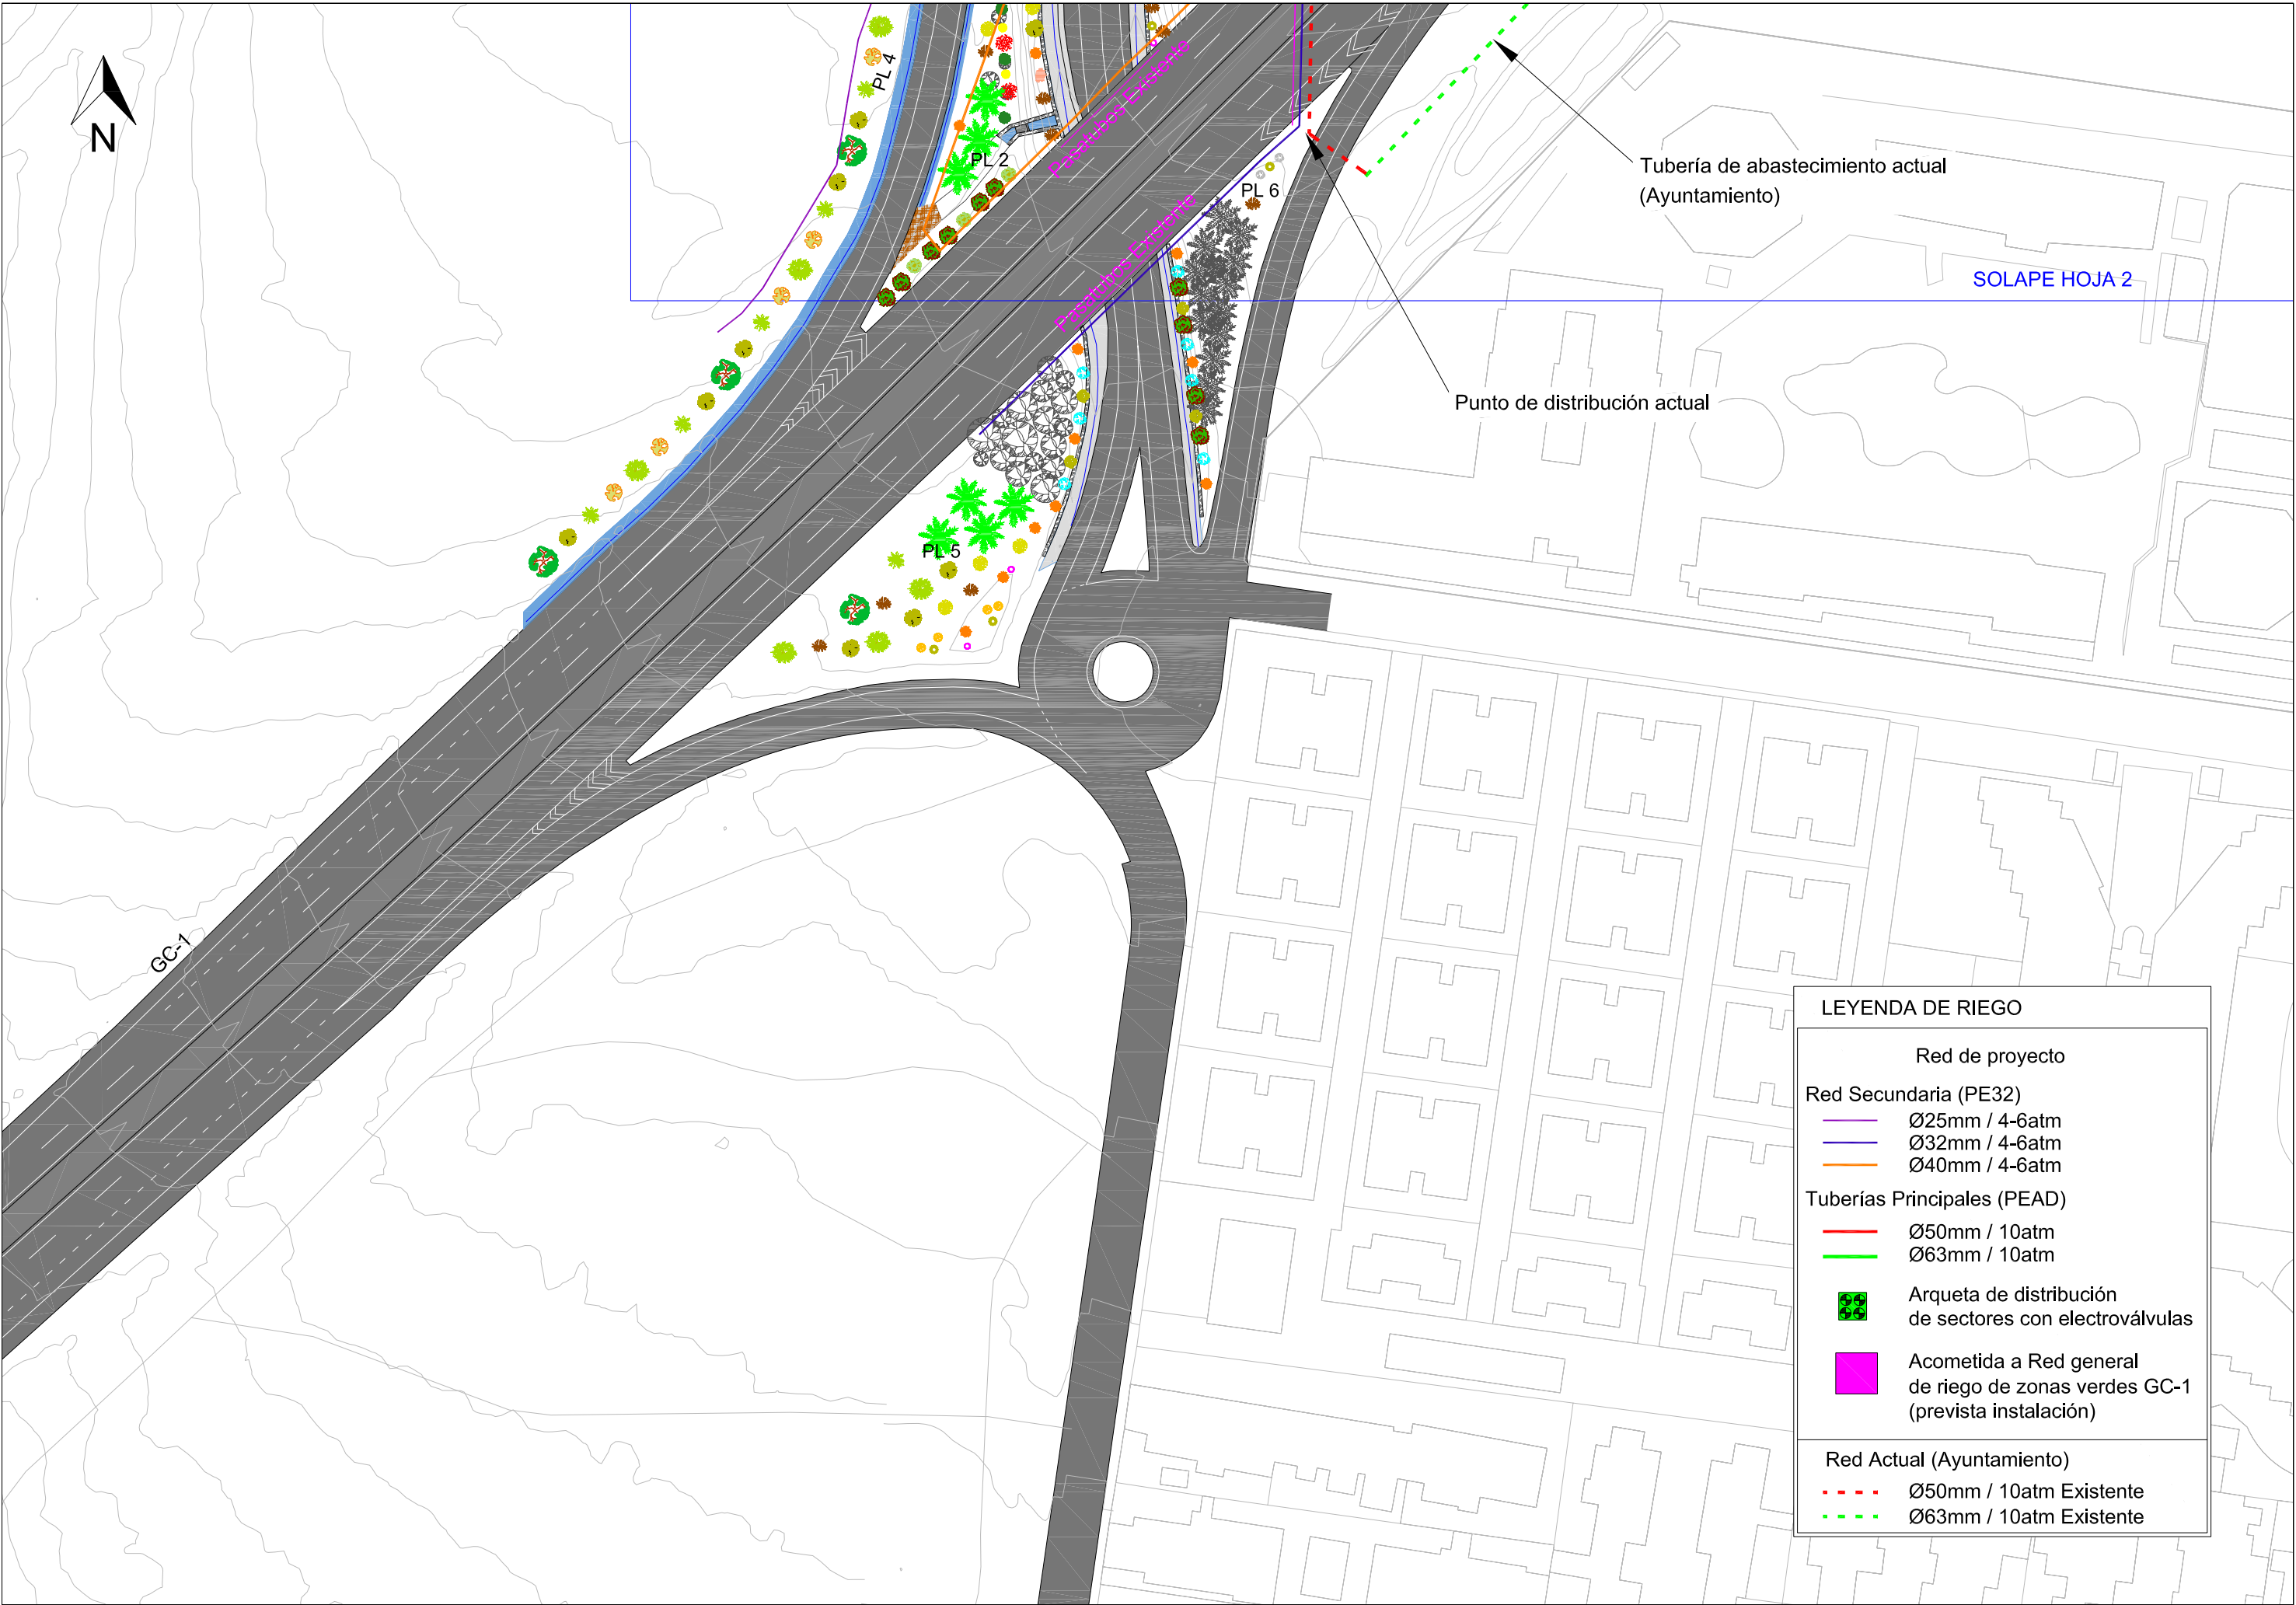 N
PL 4
PL 2
Pasatubos Existente
PL 6
Pasatubos Existente
Tubería de abastecimiento actual
(Ayuntamiento)
SOLAPE HOJA 2
Punto de distribución actual
PL 5
GC-1
LEYENDA DE RIEGO
Red de proyecto
Red Secundaria (PE32)
Ø25mm / 4-6atm
Ø32mm / 4-6atm
Ø40mm / 4-6atm
Tuberías Principales (PEAD)
Ø50mm / 10atm
Ø63mm / 10atm
Arqueta de distribución
de sectores con electroválvulas
Acometida a Red general
de riego de zonas verdes GC-1
(prevista instalación)
Red Actual (Ayuntamiento)
Ø50mm / 10atm Existente
Ø63mm / 10atm Existente